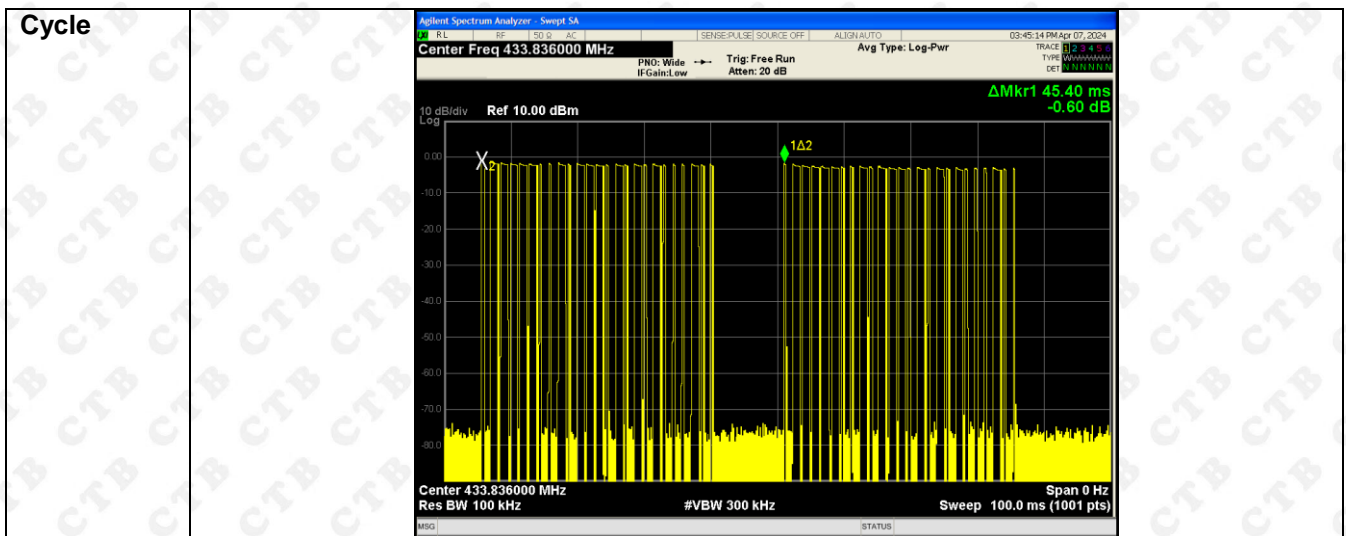 Cycle
Agilent Spectrum Analyzer - Swept SA
RL RF 50 Ω AC SENSE:PULSE SOURCE OFF ALIGN AUTO 03:45:14 PM Apr 07, 2024
Center Freq 433.836000 MHz
Avg Type: Log-Pwr
TRACE 1 2 3 4 5 6
PNO: Wide Trig: Free Run
TYPE
IFGain:Low Atten: 20 dB
DET N N N N N N
ΔMkr1 45.40 ms
-0.60 dB
10 dB/div Ref 10.00 dBm
Log
1Δ2
0.00
X2
-10.0
-20.0
-30.0
-40.0
-50.0
-60.0
-70.0
-80.0
Center 433.836000 MHz Span 0 Hz
Res BW 100 kHz #VBW 300 kHz Sweep 100.0 ms (1001 pts)
MSG STATUS
CTB